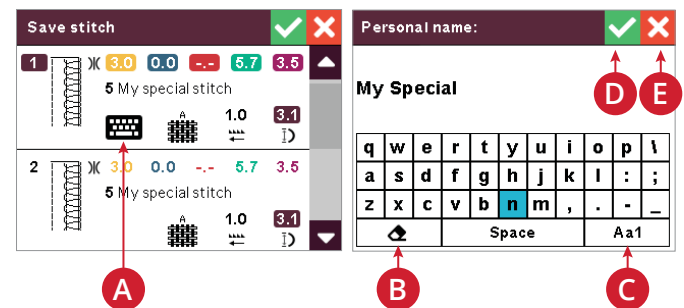 Save stitch
1 3.0 0.0 -.- 5.7 3.5
5 My special stitch
A 1.0 3.1
2 3.0 0.0 -.- 5.7 3.5
5 My special stitch
A 1.0 3.1
A
Personal name:
D E
My Special
q w e r t y u i o p \
a s d f g h j k l : ;
z x c v b n m , . - _
Space Aa1
B C